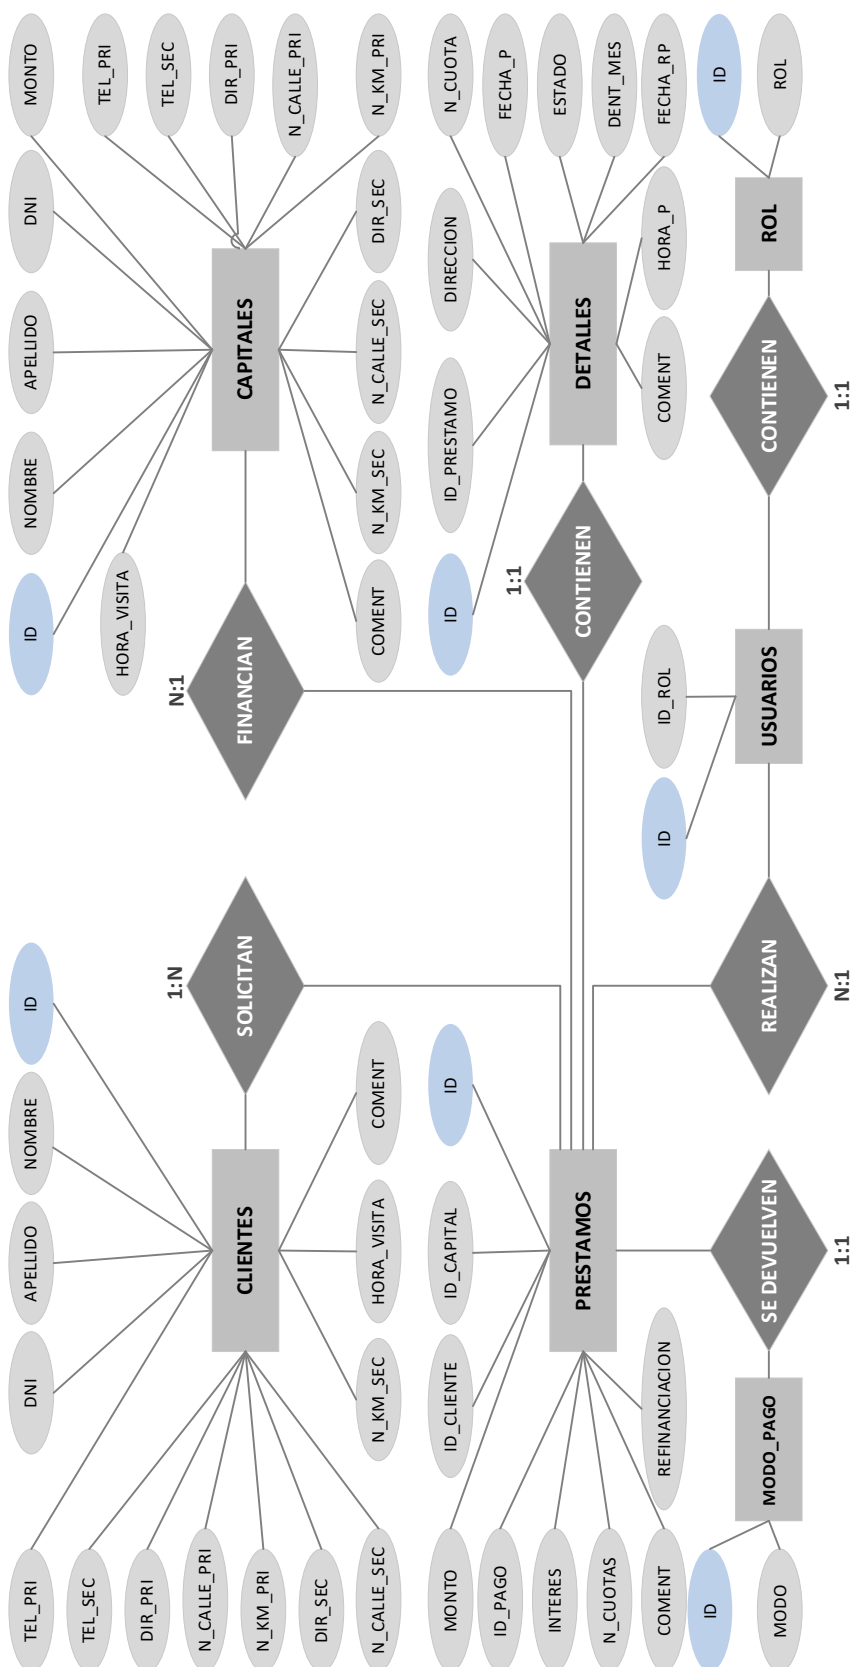 TEL_PRI
DNI
APELLIDO
NOMBRE
ID
ID
NOMBRE
APELLIDO
DNI
MONTO
TEL_SEC
HORA_VISITA
TEL_PRI
DIR_PRI
1:N
N:1
TEL_SEC
N_CALLE_PRI
CLIENTES
SOLICITAN
FINANCIAN
CAPITALES
DIR_PRI
N_KM_PRI
N_CALLE_PRI
DIR_SEC
N_CALLE_SEC
N_KM_SEC
HORA_VISITA
COMENT
COMENT
N_KM_SEC
N_CALLE_SEC
DIR_SEC
N_KM_PRI
MONTO
ID_CLIENTE
ID_CAPITAL
ID
ID
ID_PRESTAMO
DIRECCION
N_CUOTA
ID_PAGO
1:1
FECHA_P
INTERES
PRESTAMOS
CONTIENEN
DETALLES
ESTADO
N_CUOTAS
DENT_MES
COMENT
REFINANCIACION
ID
ID_ROL
COMENT
HORA_P
FECHA_RP
ID
ID
MODO_PAGO
SE DEVUELVEN
REALIZAN
USUARIOS
CONTIENEN
ROL
MODO
ROL
1:1
N:1
1:1